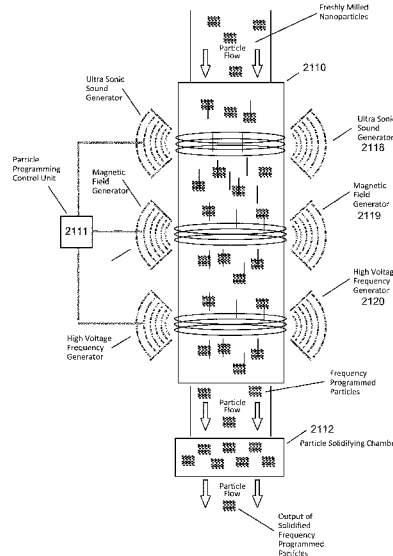 Freshly Milled
Nanoparticles
Particle
Flow
2110
Ultra Sonic
Sound
Generator
Ultra Sonic
Sound
Generator
2118
Particle
Programming
Control Unit
Magnetic
Field
Generator
Magnetic
Field
Generator
2119
2111
High Voltage
Frequency
Generator
2120
High Voltage
Frequency
Generator
Frequency
Programmed
Particles
Particle
Flow
2112
Particle Solidifying Chamb
Particle
Flow
Output of
Solidified
Frequency
Programmed
Particles